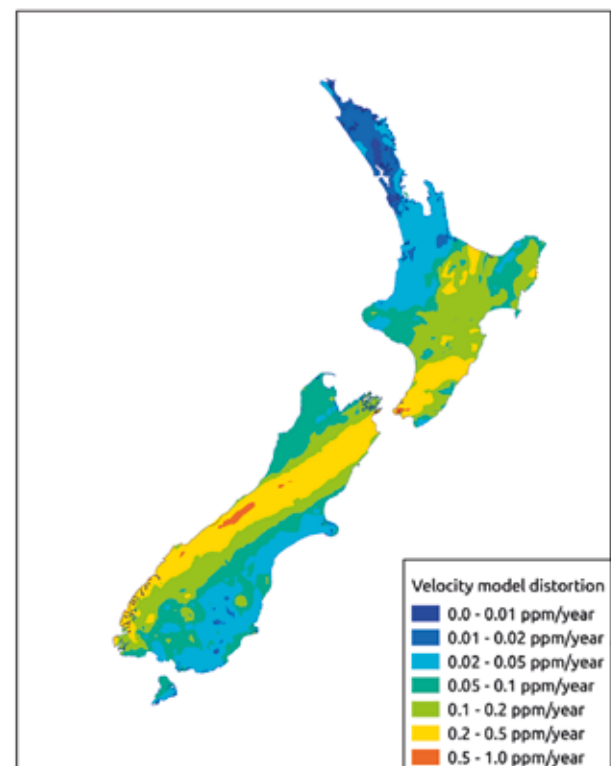 Velocity model distortion
0.0 - 0.01 ppm/year
0.01 - 0.02 ppm/year
0.02 - 0.05 ppm/year
0.05 - 0.1 ppm/year
0.1 - 0.2 ppm/year
0.2 - 0.5 ppm/year
0.5 - 1.0 ppm/year